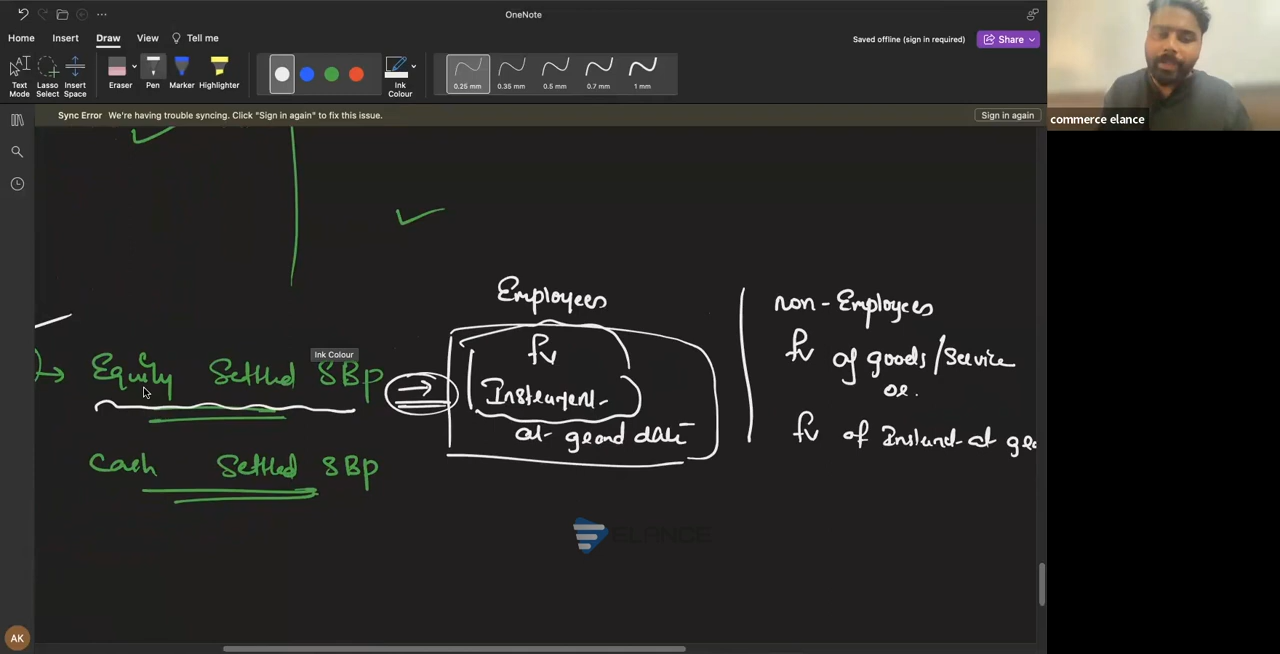 OneNote
Home Insert Draw View Tell me
Saved offline (sign in required)
Share
Text Mode
Lasso Select
Insert Space
Eraser
Pen
Marker
Highlighter
Ink Colour
0.25 mm
0.35 mm
0.5 mm
0.7 mm
1 mm
commerce elance
Sync Error We're having trouble syncing. Click "Sign in again" to fix this issue.
Sign in again
Employees
non-Employees
Ink Colour
fv
fv of goods/Service
Equity Settled SBP
Instrument
or
at grand date
fv of Instrument at
Cash Settled SBP
ELANCE
AK